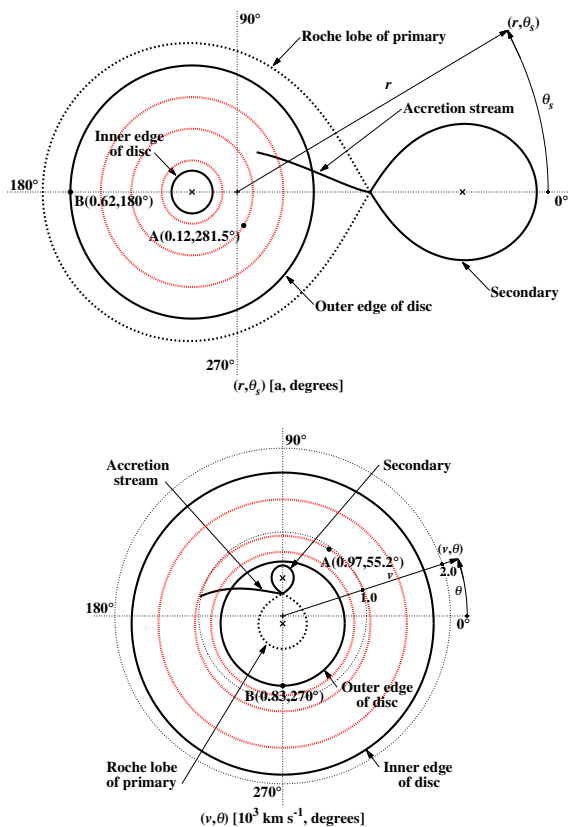 90°
Roche lobe of primary
(r,θs)
r
θs
Accretion stream
Inner edge
of disc
180°
B(0.62,180°)
0°
A(0.12,281.5°)
Outer edge of disc
Secondary
270°
(r,θs) [a, degrees]
90°
Accretion
stream
Secondary
A(0.97,55.2°)
(v,θ)
v
2.0
θ
1.0
180°
0°
B(0.83,270°)
Outer edge
of disc
Roche lobe
of primary
Inner edge
of disc
270°
(v,θ) [10³ km s⁻¹, degrees]